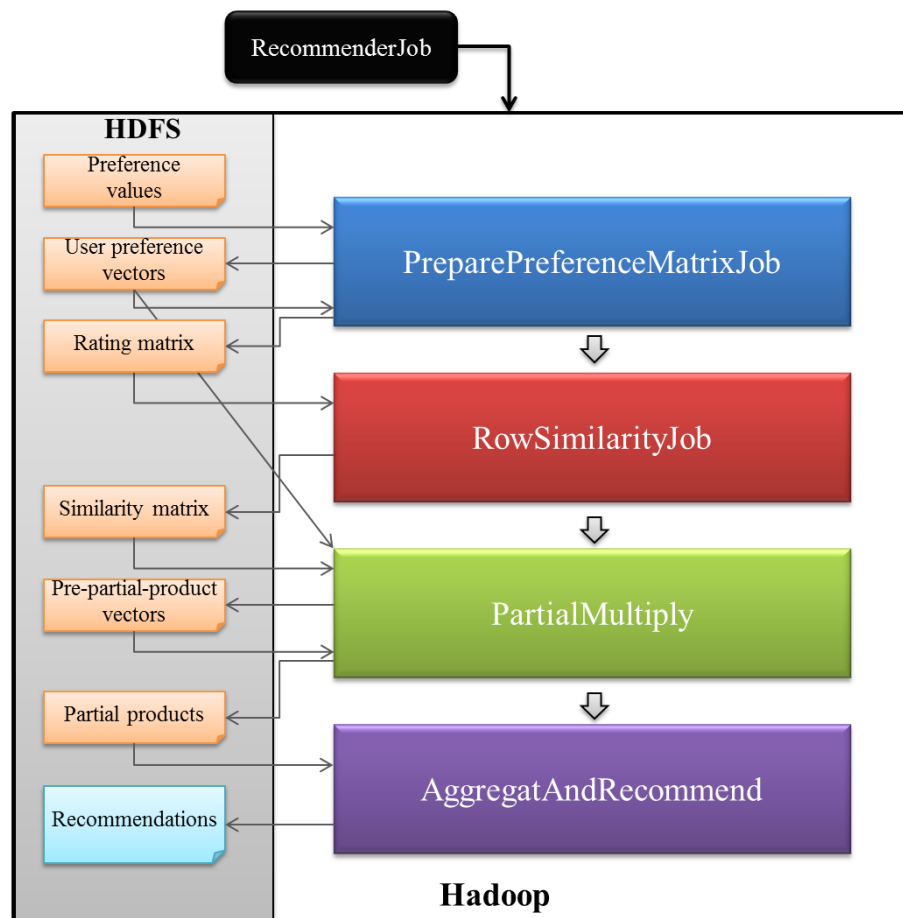 RecommenderJob
HDFS
Preference
values
User preference
vectors
PreparePreferenceMatrixJob
Rating matrix
RowSimilarityJob
Similarity matrix
Pre-partial-product
vectors
PartialMultiply
Partial products
AggregatAndRecommend
Recommendations
Hadoop